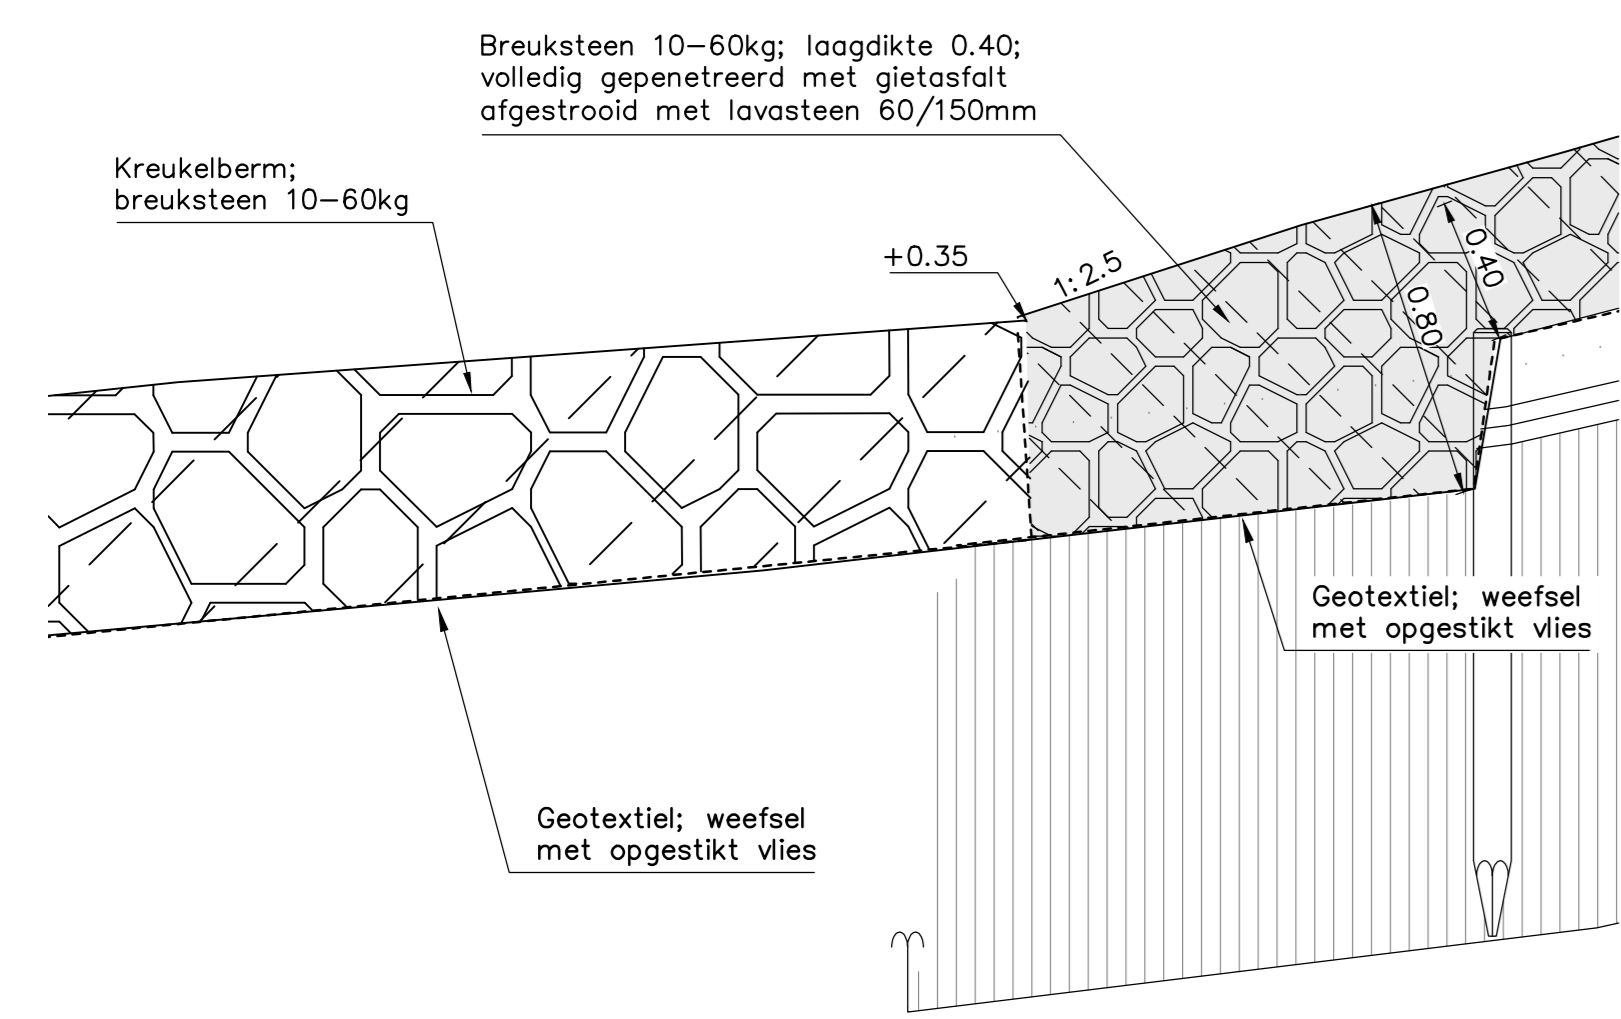 Breuksteen 10-60kg; laagdikte 0.40;
volledig gepenetreerd met gietasfalt
afgestrooid met lavasteen 60/150mm
Kreukelberm;
breuksteen 10-60kg
+0.35
1:2.5
0.40
0.80
Geotextiel; weefsel
met opgestikt vlies
Geotextiel; weefsel
met opgestikt vlies